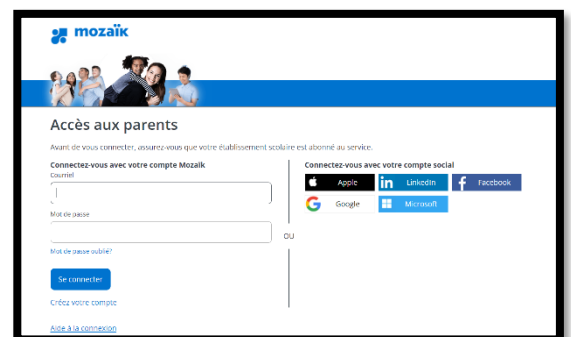 mozaïk
Accès aux parents
Avant de vous connecter, assurez-vous que votre établissement scolaire est abonné au service.
Connectez-vous avec votre compte Mozaïk
Courriel
Mot de passe
Mot de passe oublié?
Se connecter
Créez votre compte
Aide à la connexion
OU
Connectez-vous avec votre compte social
Apple
in LinkedIn
f Facebook
G Google
Microsoft